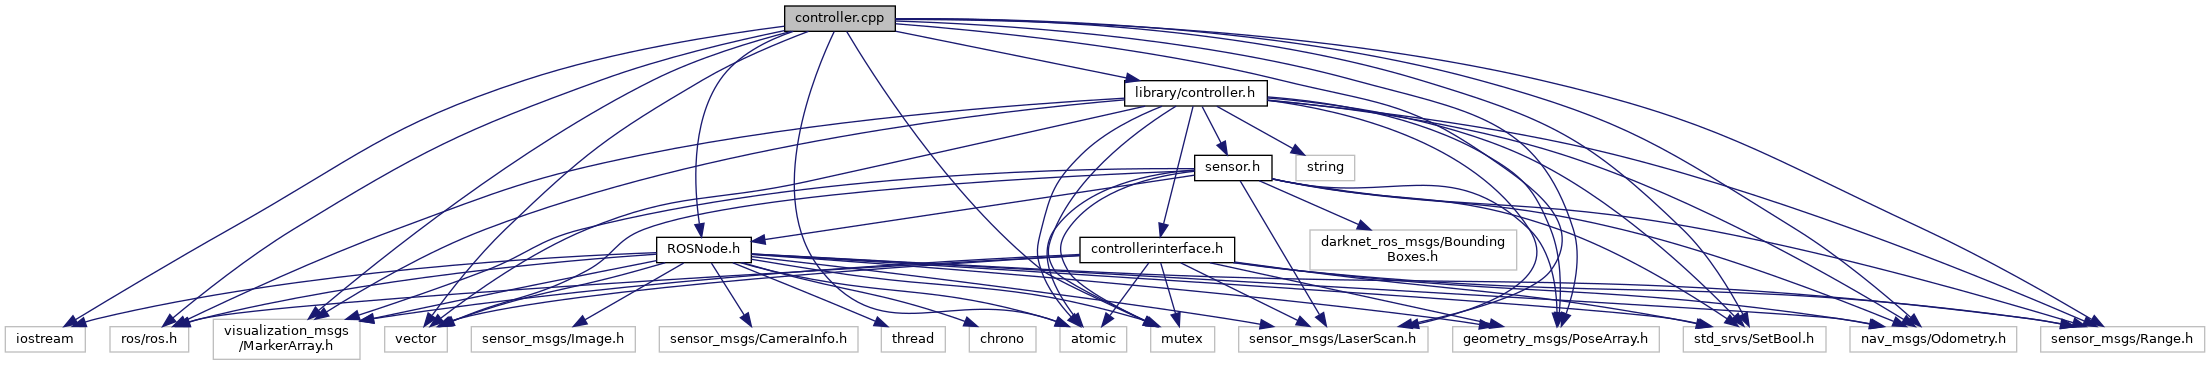 controller.cpp
library/controller.h
sensor.h
string
ROSNode.h
controllerinterface.h
darknet_ros_msgs/Bounding
Boxes.h
iostream
ros/ros.h
visualization_msgs
/MarkerArray.h
vector
sensor_msgs/Image.h
sensor_msgs/CameraInfo.h
thread
chrono
atomic
mutex
sensor_msgs/LaserScan.h
geometry_msgs/PoseArray.h
std_srvs/SetBool.h
nav_msgs/Odometry.h
sensor_msgs/Range.h